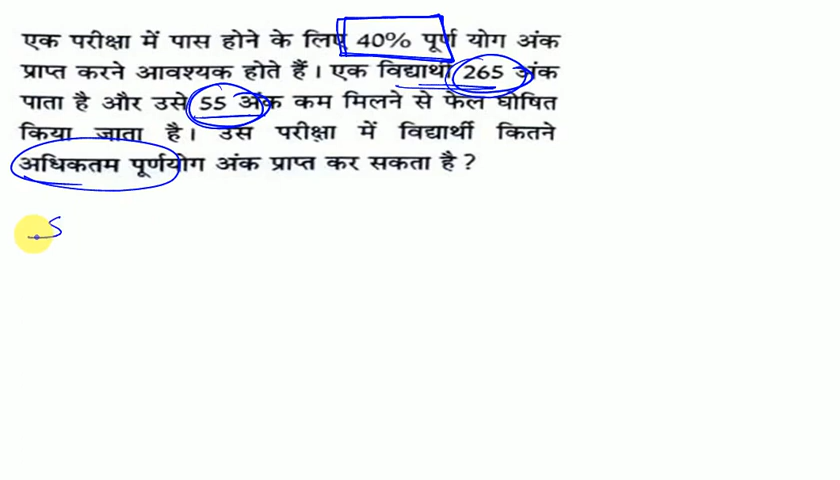 एक परीक्षा में पास होने के लिए 40% पूर्ण योग अंक
प्राप्त करने आवश्यक होते हैं। एक विद्यार्थी 265 अंक
पाता है और उसे 55 अंक कम मिलने से फेल घोषित
किया जाता है। उस परीक्षा में विद्यार्थी कितने
अधिकतम पूर्णयोग अंक प्राप्त कर सकता है ?